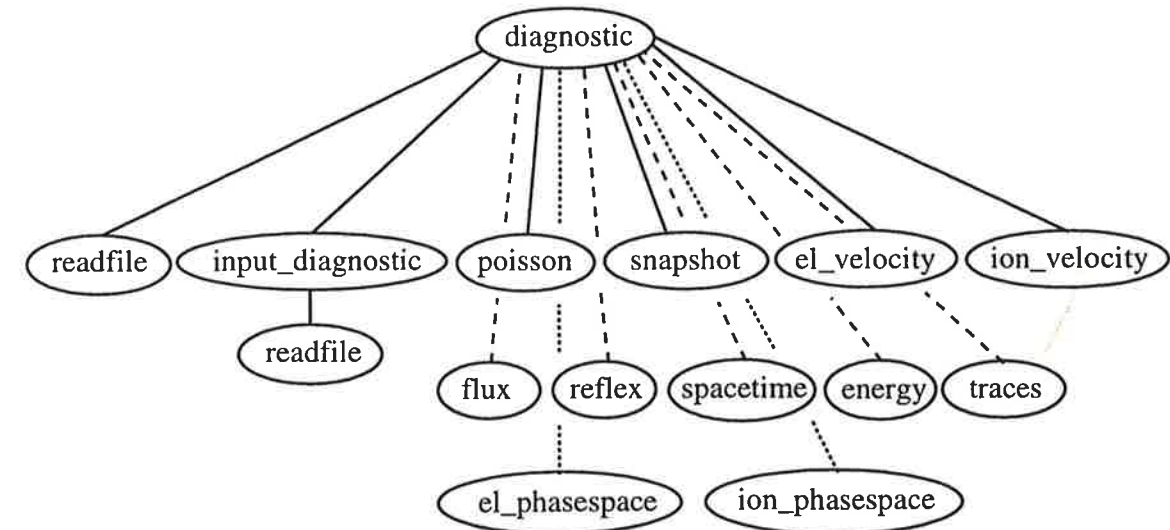 diagnostic
readfile input_diagnostic poisson snapshot el_velocity ion_velocity
readfile
flux reflex spacetime energy traces
el_phasespace ion_phasespace